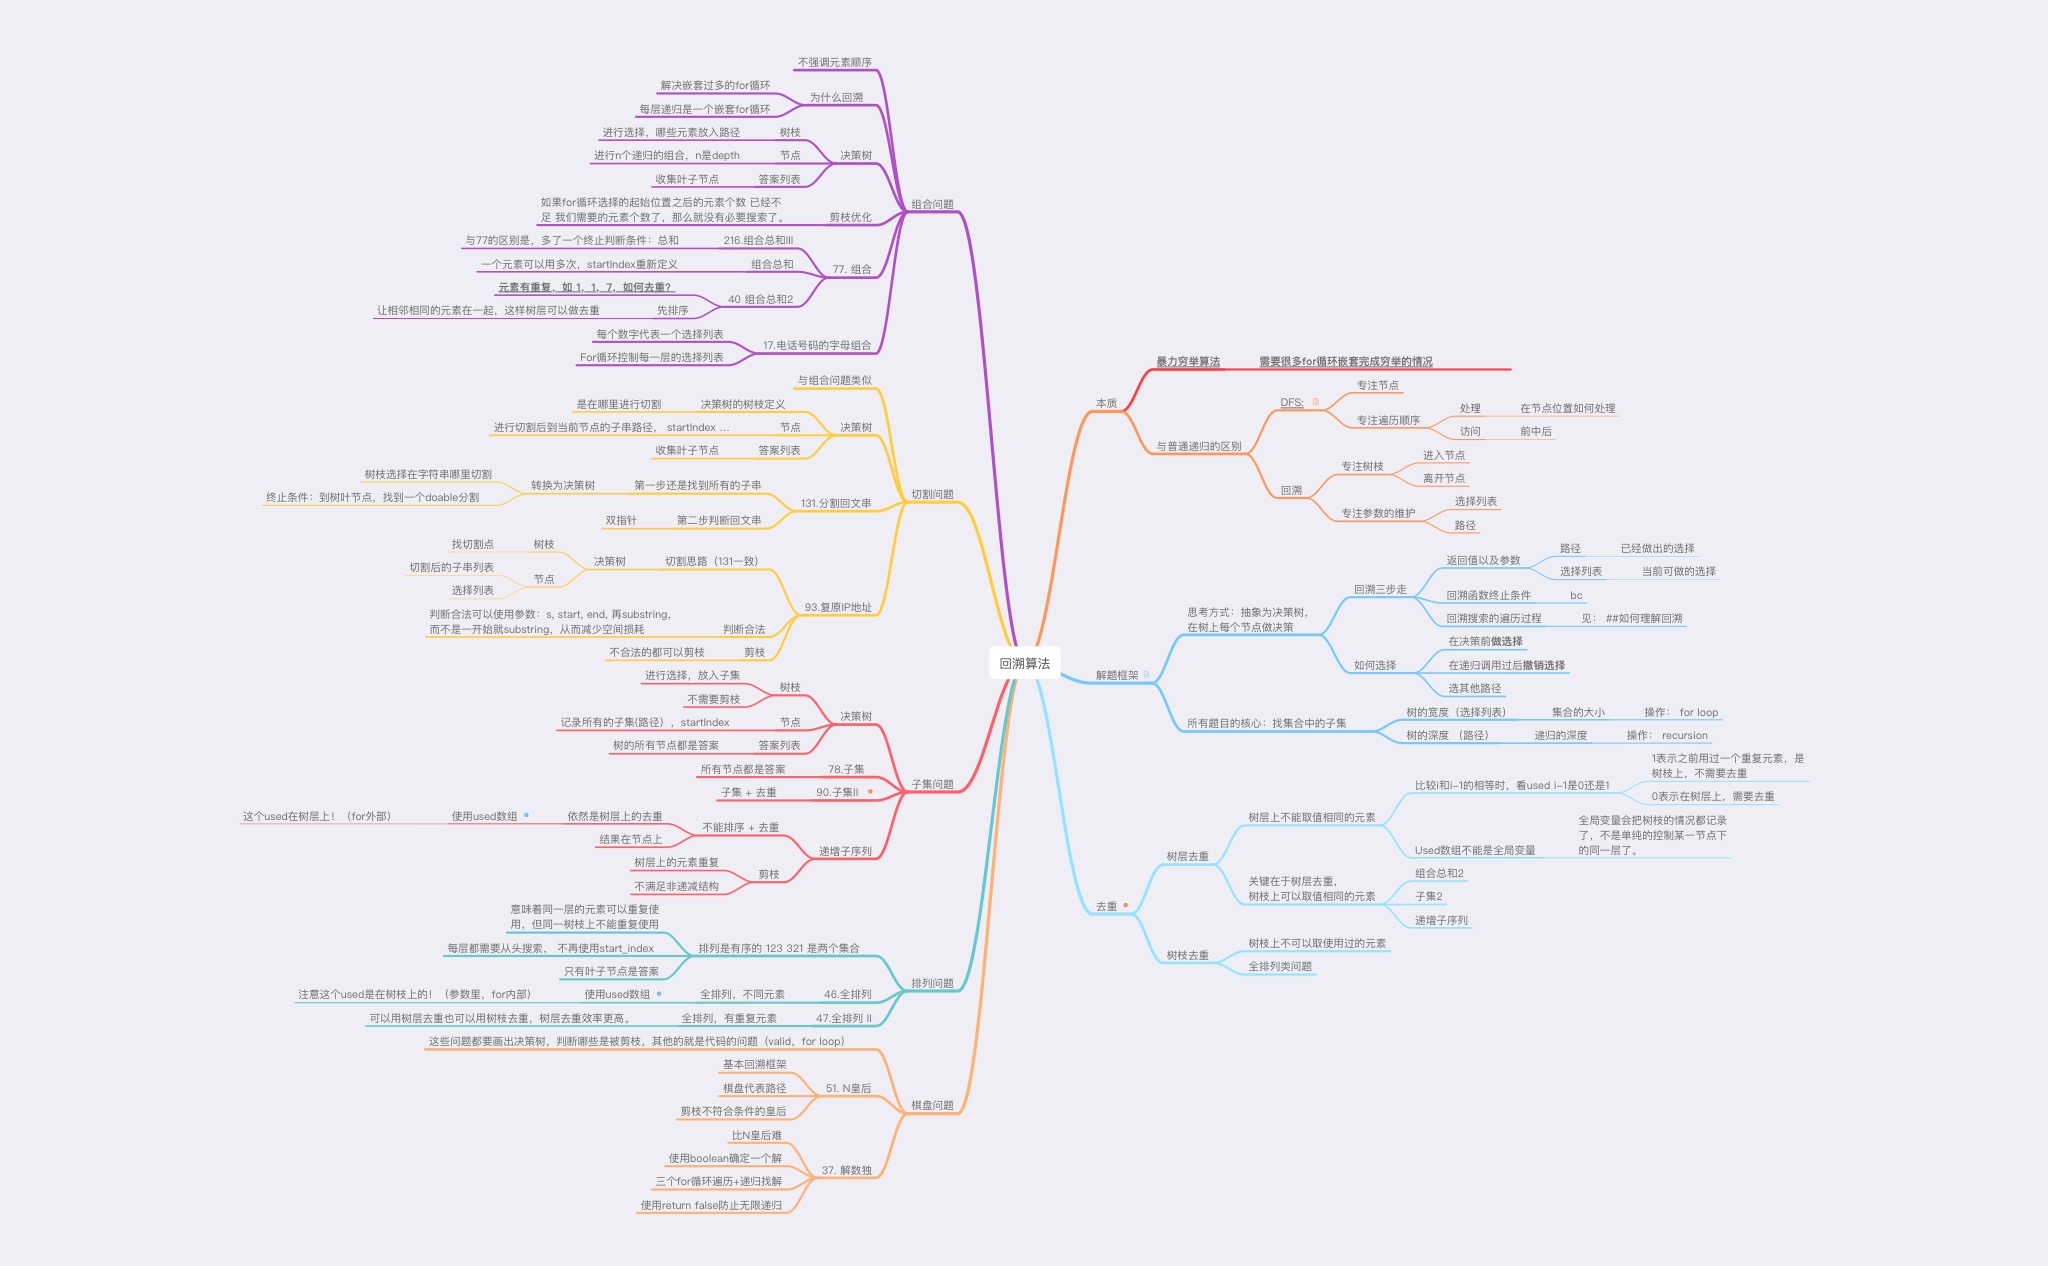 回溯算法
组合问题
不强调元素顺序
为什么回溯
解决嵌套过多的for循环
每层递归是一个嵌套for循环
决策树
树枝
进行选择，哪些元素放入路径
节点
进行n个递归的组合，n是depth
答案列表
收集叶子节点
剪枝优化
如果for循环选择的起始位置之后的元素个数 已经不
足 我们需要的元素个数了，那么就没有必要搜索了。
77. 组合
216.组合总和III
与77的区别是，多了一个终止判断条件：总和
组合总和
一个元素可以用多次，startIndex重新定义
40 组合总和2
元素有重复，如 1，1，7，如何去重？
先排序
让相邻相同的元素在一起，这样树层可以做去重
17.电话号码的字母组合
每个数字代表一个选择列表
For循环控制每一层的选择列表
切割问题
与组合问题类似
决策树
决策树的树枝定义
是在哪里进行切割
节点
进行切割后到当前节点的子串路径， startIndex ...
答案列表
收集叶子节点
131.分割回文串
第一步还是找到所有的子串
转换为决策树
树枝选择在字符串哪里切割
终止条件：到树叶节点，找到一个doable分割
第二步判断回文串
双指针
93.复原IP地址
切割思路（131一致）
决策树
树枝
找切割点
节点
切割后的子串列表
选择列表
判断合法
判断合法可以使用参数：s, start, end, 再substring,
而不是一开始就substring，从而减少空间损耗
剪枝
不合法的都可以剪枝
子集问题
决策树
树枝
进行选择，放入子集
不需要剪枝
节点
记录所有的子集(路径）, startIndex
答案列表
树的所有节点都是答案
78.子集
所有节点都是答案
90.子集II
子集 + 去重
递增子序列
不能排序 + 去重
依然是树层上的去重
使用used数组
这个used在树层上！（for外部）
结果在节点上
剪枝
树层上的元素重复
不满足非递减结构
排列问题
排列是有序的 123 321 是两个集合
意味着同一层的元素可以重复使
用，但同一树枝上不能重复使用
每层都需要从头搜索， 不再使用start_index
只有叶子节点是答案
46.全排列
全排列，不同元素
使用used数组
注意这个used是在树枝上的！（参数里，for内部）
47.全排列 II
全排列，有重复元素
可以用树层去重也可以用树枝去重，树层去重效率更高。
棋盘问题
这些问题都要画出决策树，判断哪些是被剪枝，其他的就是代码的问题（valid，for loop）
51. N皇后
基本回溯框架
棋盘代表路径
剪枝不符合条件的皇后
37. 解数独
比N皇后难
使用boolean确定一个解
三个for循环遍历+递归找解
使用return false防止无限递归
本质
暴力穷举算法
需要很多for循环嵌套完成穷举的情况
与普通递归的区别
DFS:
专注节点
专注遍历顺序
处理
在节点位置如何处理
访问
前中后
回溯
专注树枝
进入节点
离开节点
专注参数的维护
选择列表
路径
解题框架
思考方式：抽象为决策树，
在树上每个节点做决策
回溯三步走
返回值以及参数
路径
已经做出的选择
选择列表
当前可做的选择
回溯函数终止条件
bc
回溯搜索的遍历过程
见： ##如何理解回溯
如何选择
在决策前做选择
在递归调用过后撤销选择
选其他路径
所有题目的核心：找集合中的子集
树的宽度（选择列表）
集合的大小
操作： for loop
树的深度 （路径）
递归的深度
操作： recursion
去重
树层去重
树层上不能取值相同的元素
比较i和i-1的相等时，看used i-1是0还是1
1表示之前用过一个重复元素，是
树枝上，不需要去重
0表示在树层上，需要去重
Used数组不能是全局变量
全局变量会把树枝的情况都记录
了，不是单纯的控制某一节点下
的同一层了。
关键在于树层去重，
树枝上可以取值相同的元素
组合总和2
子集2
递增子序列
树枝去重
树枝上不可以取使用过的元素
全排列类问题